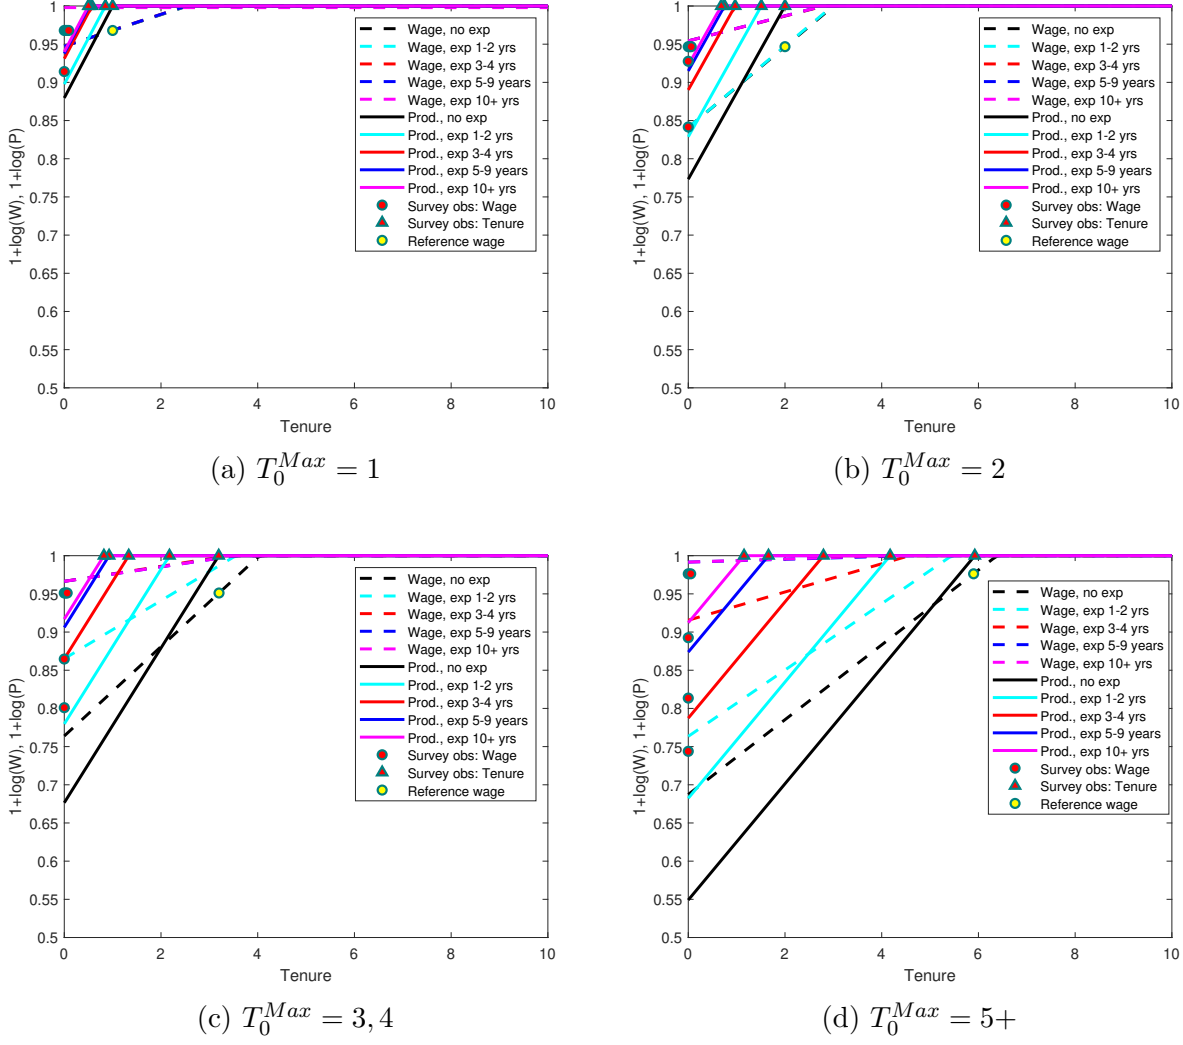 1
0.95
0.9
0.85
0.8
0.75
0.7
0.65
0.6
0.55
0.5
0 2 4 6 8 10
Tenure
1+log(W), 1+log(P)
Wage, no exp
Wage, exp 1-2 yrs
Wage, exp 3-4 yrs
Wage, exp 5-9 years
Wage, exp 10+ yrs
Prod., no exp
Prod., exp 1-2 yrs
Prod., exp 3-4 yrs
Prod., exp 5-9 years
Prod., exp 10+ yrs
Survey obs: Wage
Survey obs: Tenure
Reference wage
(a) $T_0^{Max} = 1$
1
0.95
0.9
0.85
0.8
0.75
0.7
0.65
0.6
0.55
0.5
0 2 4 6 8 10
Tenure
1+log(W), 1+log(P)
Wage, no exp
Wage, exp 1-2 yrs
Wage, exp 3-4 yrs
Wage, exp 5-9 years
Wage, exp 10+ yrs
Prod., no exp
Prod., exp 1-2 yrs
Prod., exp 3-4 yrs
Prod., exp 5-9 years
Prod., exp 10+ yrs
Survey obs: Wage
Survey obs: Tenure
Reference wage
(b) $T_0^{Max} = 2$
1
0.95
0.9
0.85
0.8
0.75
0.7
0.65
0.6
0.55
0.5
0 2 4 6 8 10
Tenure
1+log(W), 1+log(P)
Wage, no exp
Wage, exp 1-2 yrs
Wage, exp 3-4 yrs
Wage, exp 5-9 years
Wage, exp 10+ yrs
Prod., no exp
Prod., exp 1-2 yrs
Prod., exp 3-4 yrs
Prod., exp 5-9 years
Prod., exp 10+ yrs
Survey obs: Wage
Survey obs: Tenure
Reference wage
(c) $T_0^{Max} = 3, 4$
1
0.95
0.9
0.85
0.8
0.75
0.7
0.65
0.6
0.55
0.5
0 2 4 6 8 10
Tenure
1+log(W), 1+log(P)
Wage, no exp
Wage, exp 1-2 yrs
Wage, exp 3-4 yrs
Wage, exp 5-9 years
Wage, exp 10+ yrs
Prod., no exp
Prod., exp 1-2 yrs
Prod., exp 3-4 yrs
Prod., exp 5-9 years
Prod., exp 10+ yrs
Survey obs: Wage
Survey obs: Tenure
Reference wage
(d) $T_0^{Max} = 5+$